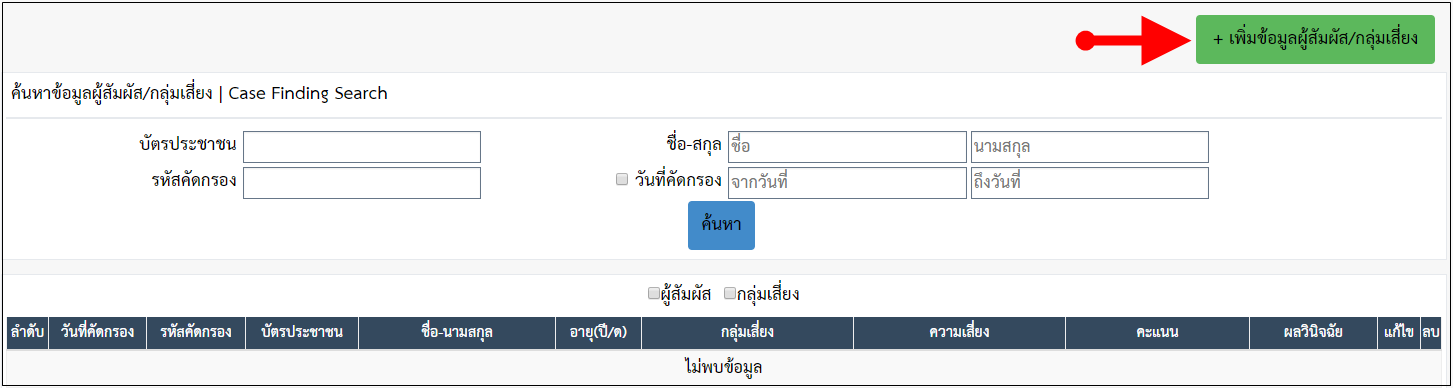 + เพิ่มข้อมูลผู้สัมผัส/กลุ่มเสี่ยง
ค้นหาข้อมูลผู้สัมผัส/กลุ่มเสี่ยง | Case Finding Search
บัตรประชาชน ชื่อ-สกุล ชื่อ นามสกุล
รหัสคัดกรอง วันที่คัดกรอง จากวันที่ ถึงวันที่
ค้นหา
ผู้สัมผัส กลุ่มเสี่ยง
ลำดับ วันที่คัดกรอง รหัสคัดกรอง บัตรประชาชน ชื่อ-นามสกุล อายุ(ปี/ด) กลุ่มเสี่ยง ความเสี่ยง คะแนน ผลวินิจฉัย แก้ไข ลบ
ไม่พบข้อมูล